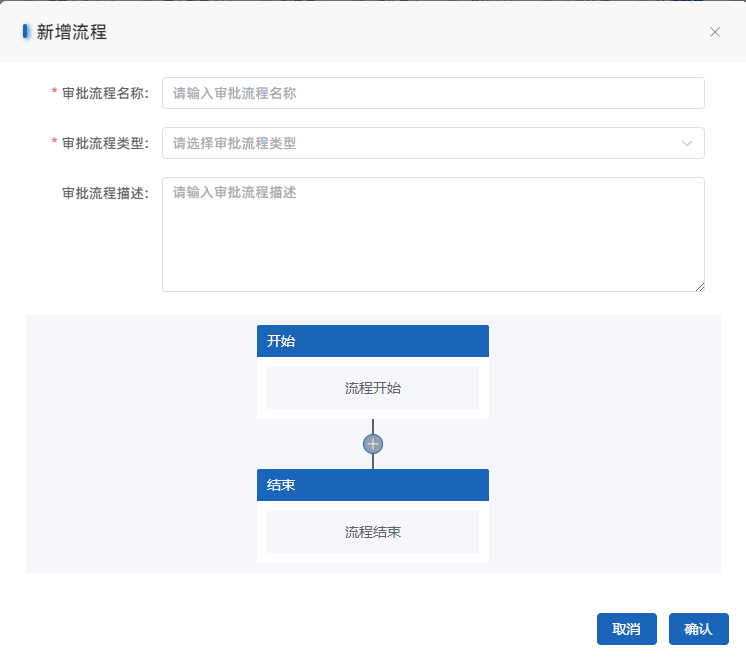 新增流程
* 审批流程名称：
请输入审批流程名称
* 审批流程类型：
请选择审批流程类型
审批流程描述：
请输入审批流程描述
开始
流程开始
结束
流程结束
取消
确认